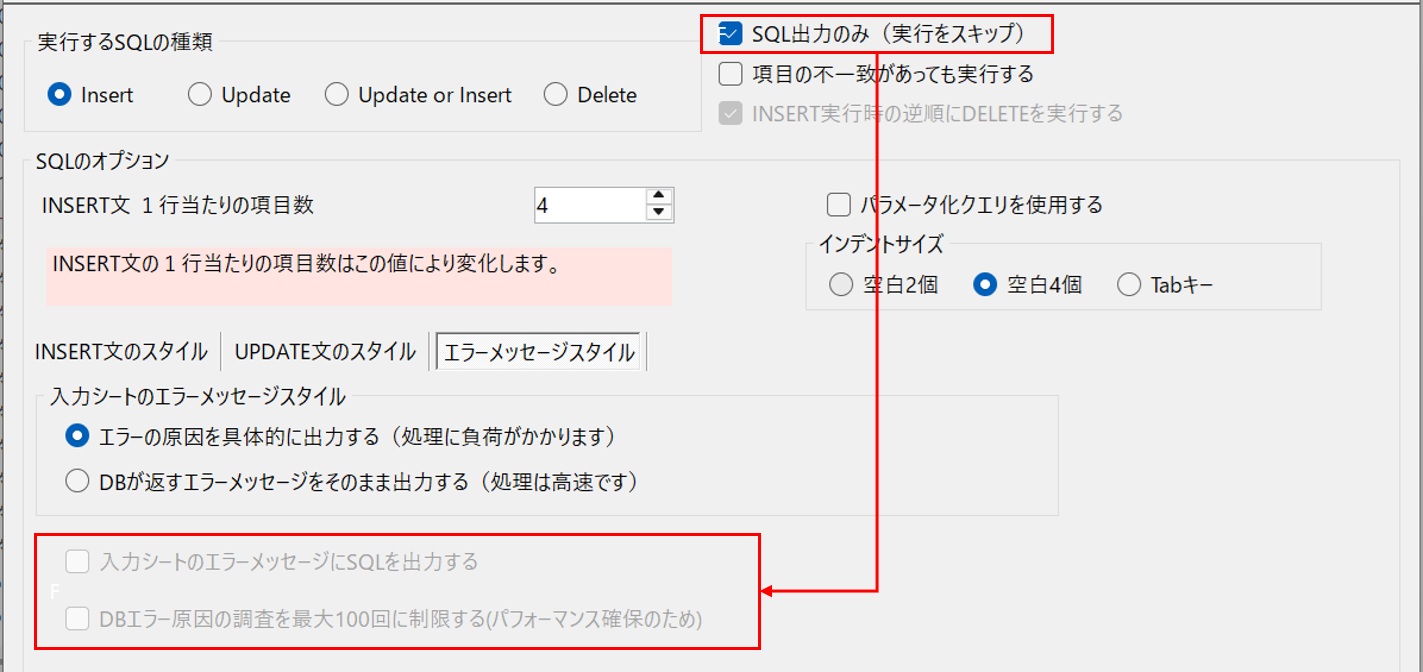 実行するSQLの種類
Insert
Update
Update or Insert
Delete
F
SQL出力のみ（実行をスキップ）
項目の不一致があっても実行する
INSERT実行時の逆順にDELETEを実行する
SQLのオプション
INSERT文 １行当たりの項目数
4
パラメータ化クエリを使用する
INSERT文の１行当たりの項目数はこの値により変化します。
インデントサイズ
空白2個
空白4個
Tabキー
INSERT文のスタイル
UPDATE文のスタイル
エラーメッセージスタイル
入力シートのエラーメッセージスタイル
エラーの原因を具体的に出力する（処理に負荷がかかります）
DBが返すエラーメッセージをそのまま出力する（処理は高速です）
入力シートのエラーメッセージにSQLを出力する
F
DBエラー原因の調査を最大100回に制限する(パフォーマンス確保のため)